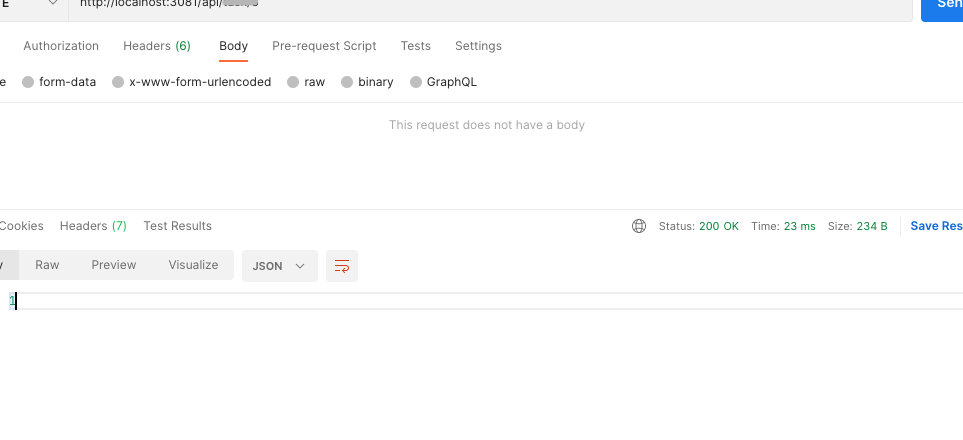 E http://localhost:3081/api/ Sen
Authorization Headers (6) Body Pre-request Script Tests Settings
e form-data x-www-form-urlencoded raw binary GraphQL
This request does not have a body
Cookies Headers (7) Test Results Status: 200 OK Time: 23 ms Size: 234 B Save Res
y Raw Preview Visualize JSON
1